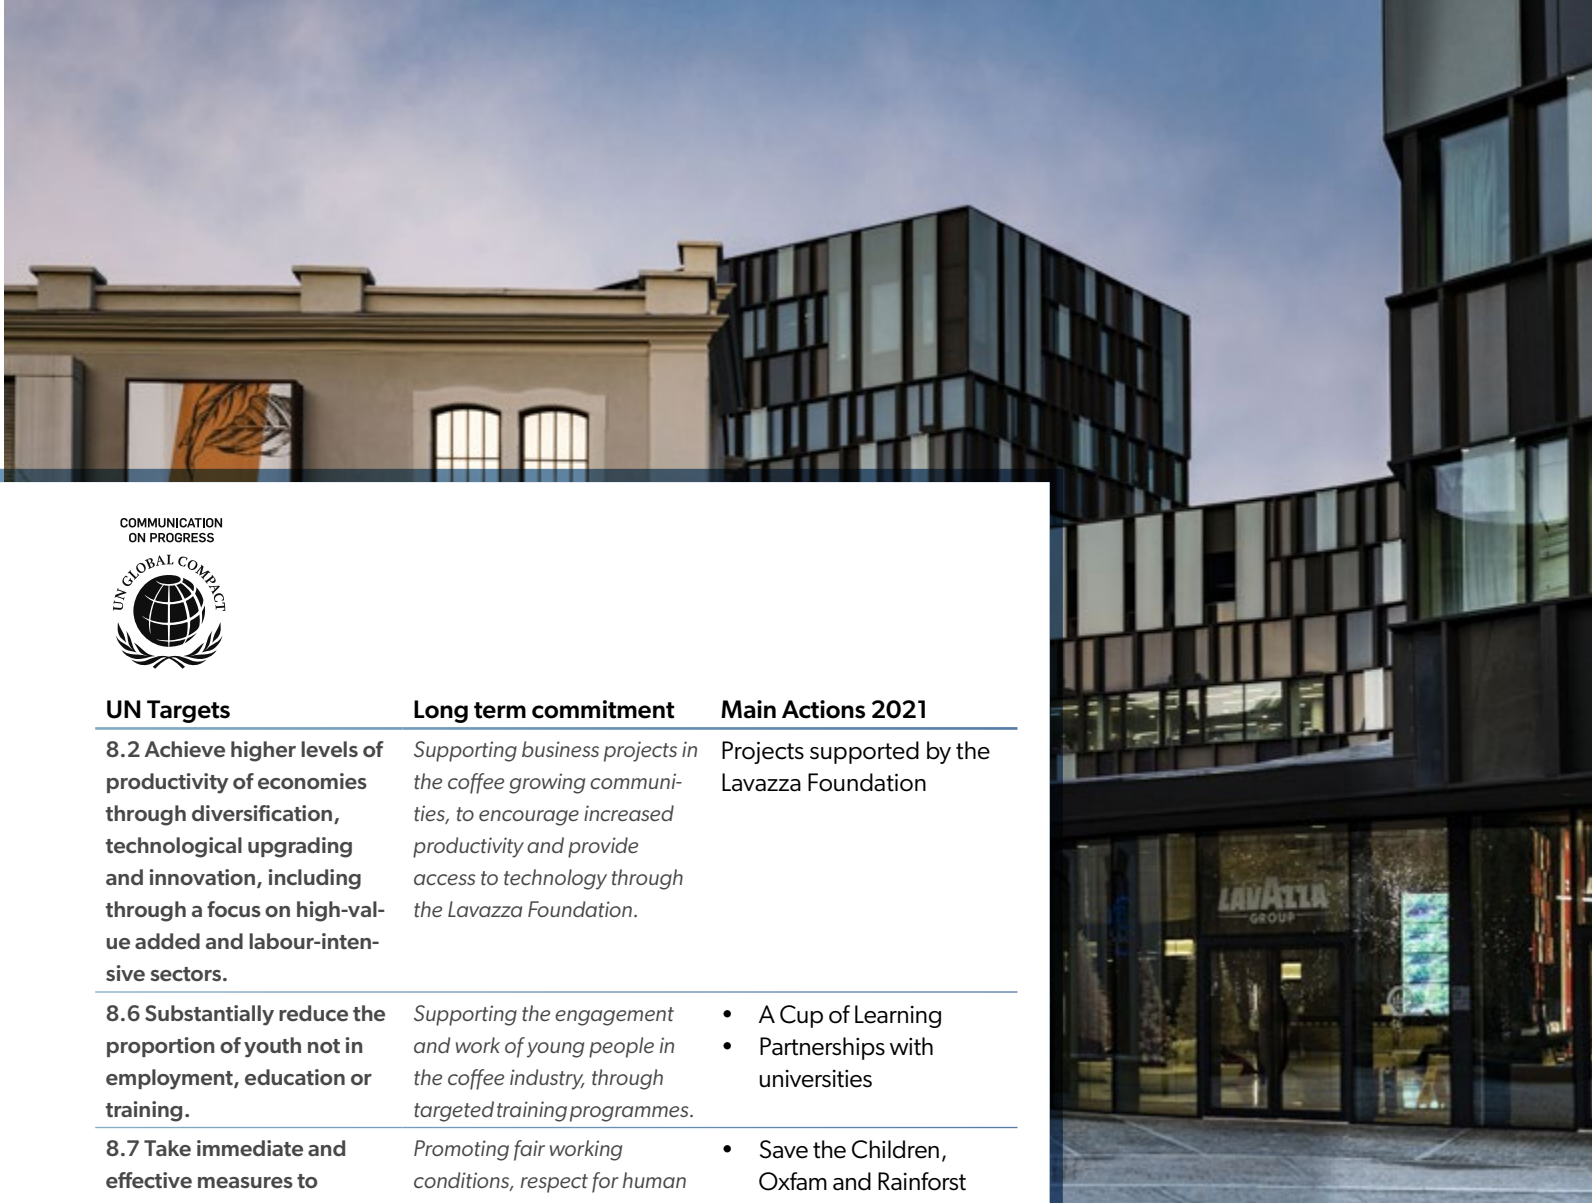 COMMUNICATION
ON PROGRESS
UN GLOBAL COMPACT
UN Targets
Long term commitment
Main Actions 2021
8.2 Achieve higher levels of
productivity of economies
through diversification,
technological upgrading
and innovation, including
through a focus on high-val-
ue added and labour-inten-
sive sectors.
Supporting business projects in
the coffee growing communi-
ties, to encourage increased
productivity and provide
access to technology through
the Lavazza Foundation.
Projects supported by the
Lavazza Foundation
8.6 Substantially reduce the
proportion of youth not in
employment, education or
training.
Supporting the engagement
and work of young people in
the coffee industry, through
targeted training programmes.
• A Cup of Learning
• Partnerships with
universities
8.7 Take immediate and
effective measures to
Promoting fair working
conditions, respect for human
• Save the Children,
Oxfam and Rainforst
LAVAZZA
GROUP